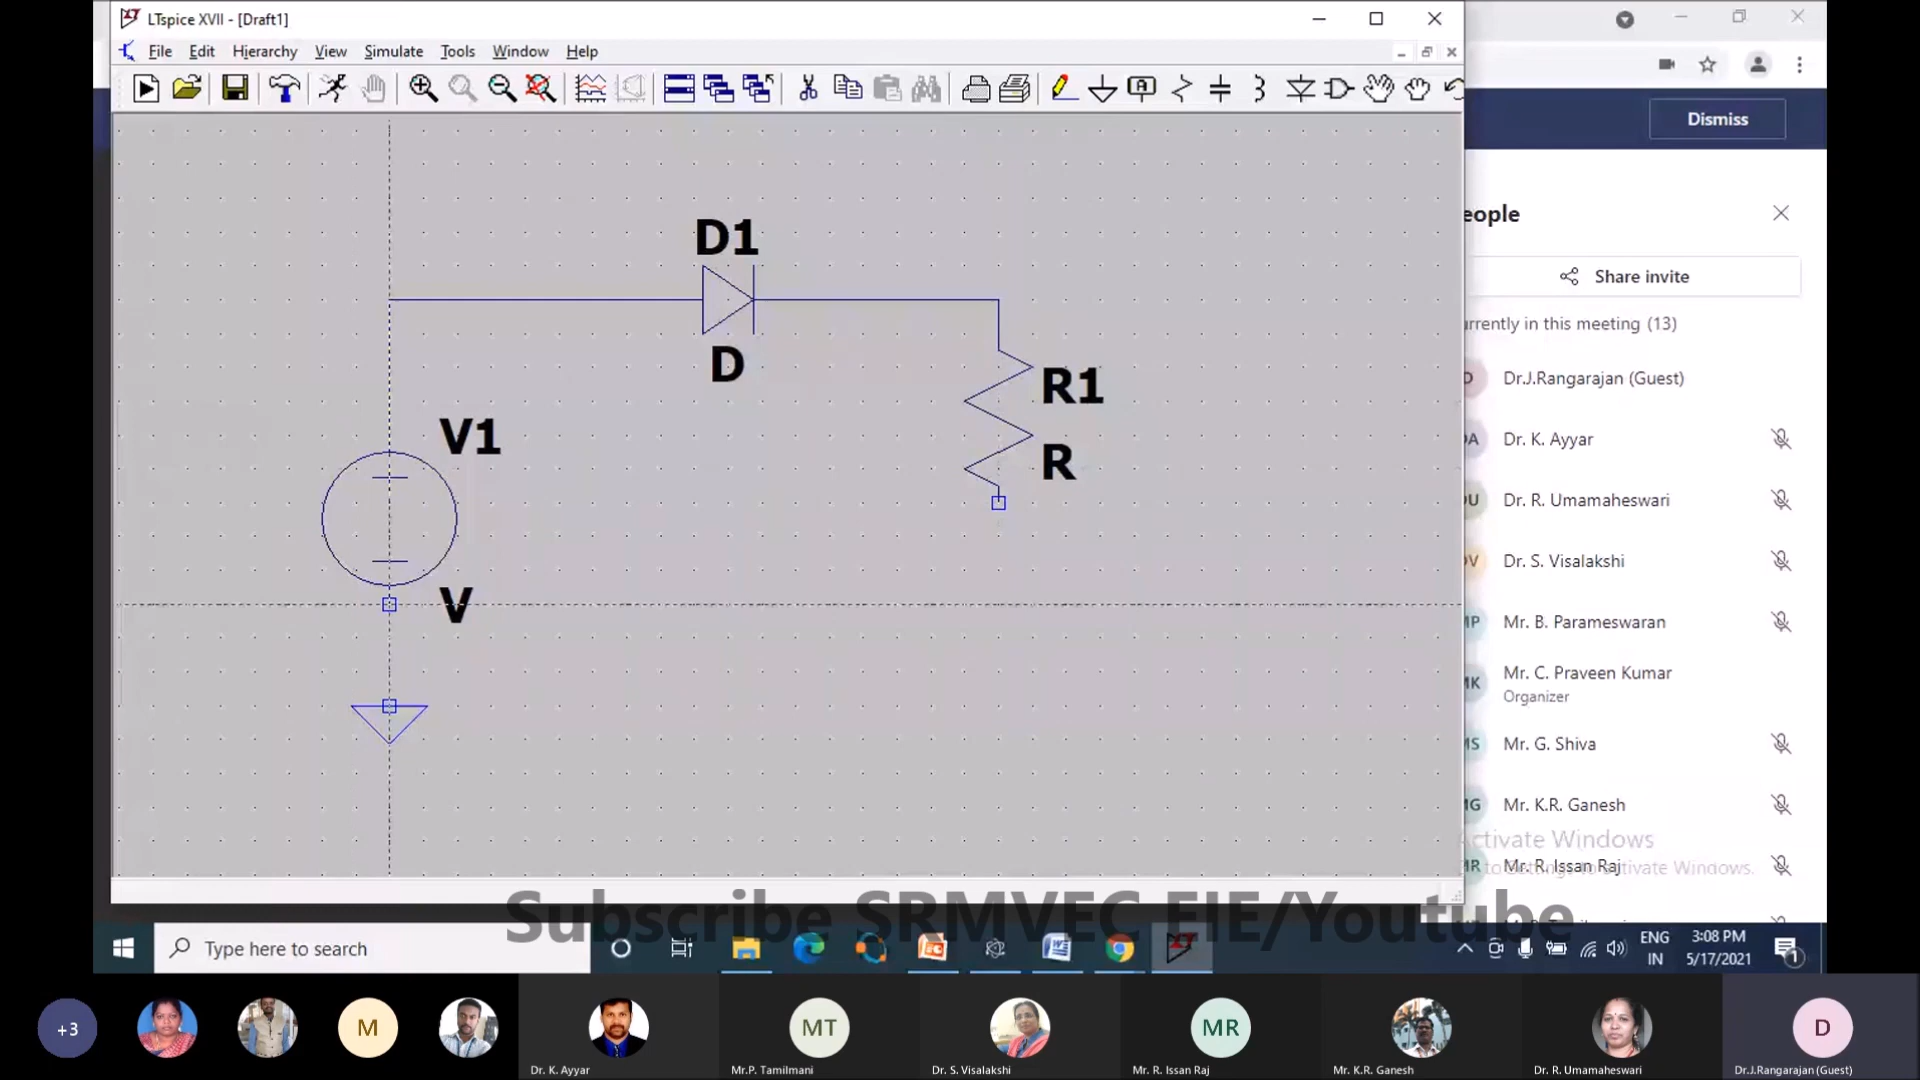 LTspice XVII - [Draft1]
File Edit Hierarchy View Simulate Tools Window Help
Dismiss
eople
Share invite
urrently in this meeting (13)
Dr.J.Rangarajan (Guest)
Dr. K. Ayyar
Dr. R. Umamaheswari
Dr. S. Visalakshi
Mr. B. Parameswaran
Mr. C. Praveen Kumar
Organizer
Mr. G. Shiva
Mr. K.R. Ganesh
Mr. R. Issan Raj
D1
D
R1
R
V1
V
Activate Windows
Subscribe SRMVEC EIE/Youtube
Type here to search
ENG
IN
3:08 PM
5/17/2021
1
+3
M
MT
MR
D
Dr. K. Ayyar
Mr.P. Tamilmani
Dr. S. Visalakshi
Mr. R. Issan Raj
Mr. K.R. Ganesh
Dr. R. Umamaheswari
Dr.J.Rangarajan (Guest)